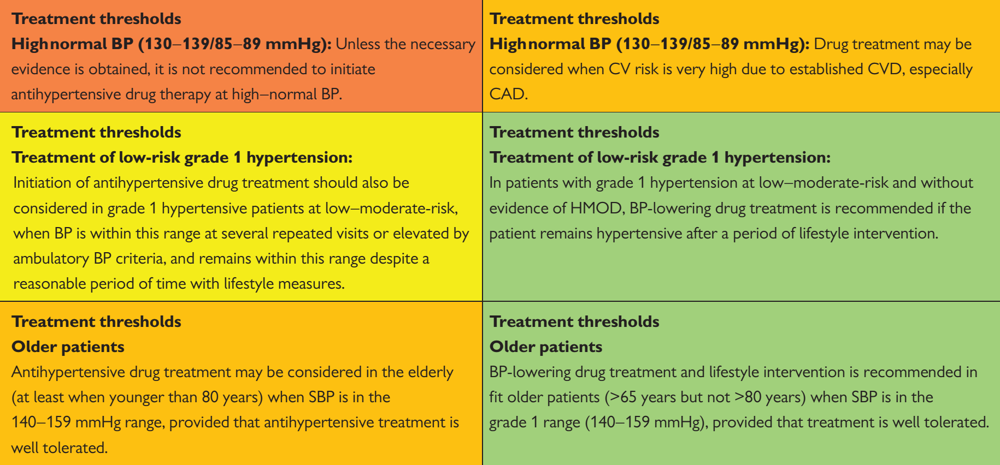 Treatment thresholds
Highnormal BP (130–139/85–89 mmHg): Unless the necessary
evidence is obtained, it is not recommended to initiate
antihypertensive drug therapy at high–normal BP.
Treatment thresholds
Highnormal BP (130–139/85–89 mmHg): Drug treatment may be
considered when CV risk is very high due to established CVD, especially
CAD.
Treatment thresholds
Treatment of low-risk grade 1 hypertension:
Initiation of antihypertensive drug treatment should also be
considered in grade 1 hypertensive patients at low–moderate-risk,
when BP is within this range at several repeated visits or elevated by
ambulatory BP criteria, and remains within this range despite a
reasonable period of time with lifestyle measures.
Treatment thresholds
Treatment of low-risk grade 1 hypertension:
In patients with grade 1 hypertension at low–moderate-risk and without
evidence of HMOD, BP-lowering drug treatment is recommended if the
patient remains hypertensive after a period of lifestyle intervention.
Treatment thresholds
Older patients
Antihypertensive drug treatment may be considered in the elderly
(at least when younger than 80 years) when SBP is in the
140–159 mmHg range, provided that antihypertensive treatment is
well tolerated.
Treatment thresholds
Older patients
BP-lowering drug treatment and lifestyle intervention is recommended in
fit older patients (>65 years but not >80 years) when SBP is in the
grade 1 range (140–159 mmHg), provided that treatment is well tolerated.